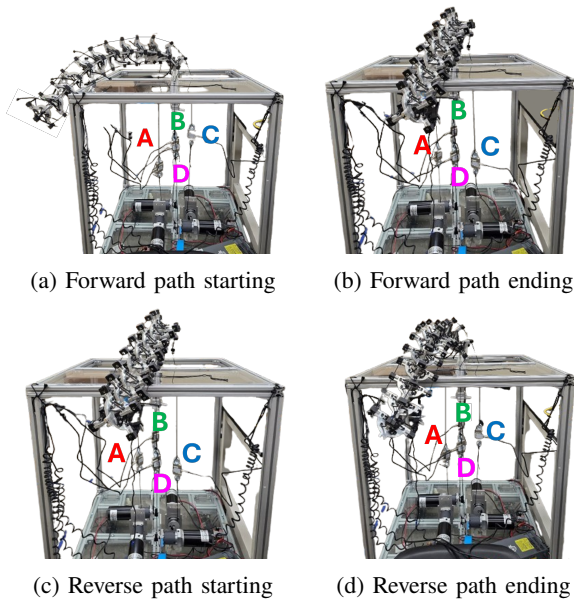 B
A
C
D
(a) Forward path starting
B
A
C
D
(b) Forward path ending
B
A
C
D
(c) Reverse path starting
B
A
C
D
(d) Reverse path ending